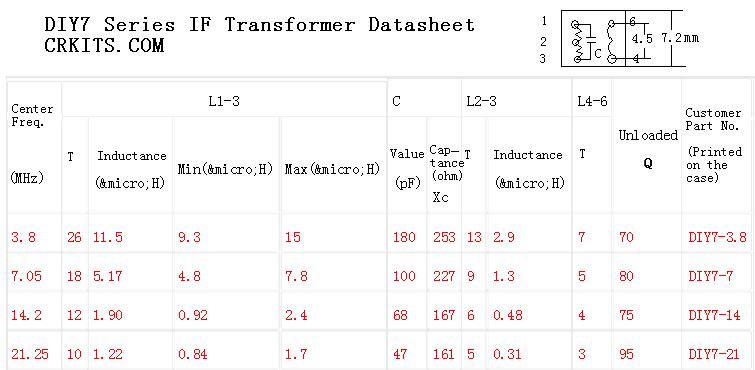 DIY7 Series IF Transformer Datasheet
CRKITS.COM
1 6
2 C 4.5 7.2mm
3 4
L1-3 C L2-3 L4-6
Center Freq. (MHz) T Inductance (&micro;H) Min(&micro;H) Max(&micro;H) Value (pF) Cap-tance (ohm) Xc T Inductance (&micro;H) T Unloaded Q Customer Part No. (Printed on the case)
3.8 26 11.5 9.3 15 180 253 13 2.9 7 70 DIY7-3.8
7.05 18 5.17 4.8 7.8 100 227 9 1.3 5 80 DIY7-7
14.2 12 1.90 0.92 2.4 68 167 6 0.48 4 75 DIY7-14
21.25 10 1.22 0.84 1.7 47 161 5 0.31 3 95 DIY7-21